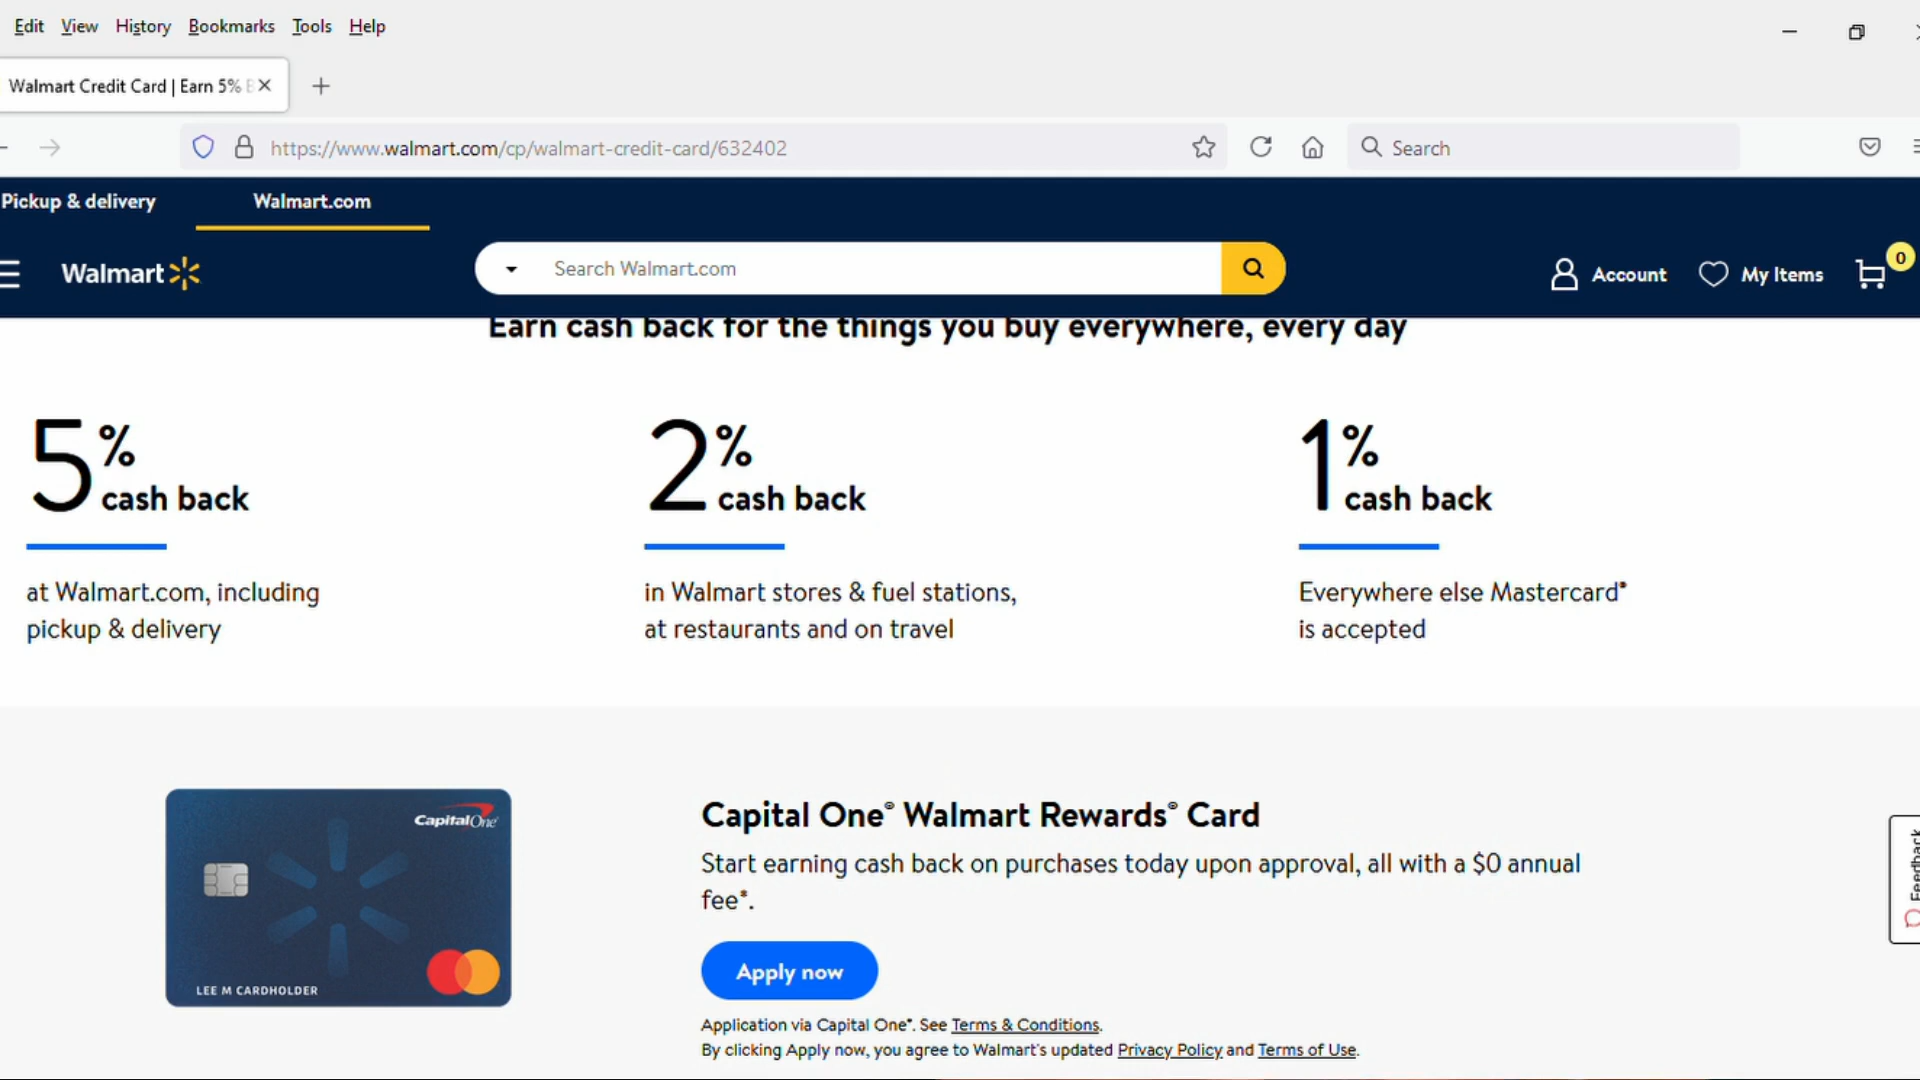 Edit View History Bookmarks Tools Help
Walmart Credit Card | Earn 5%
https://www.walmart.com/cp/walmart-credit-card/632402
Search
Pickup & delivery
Walmart.com
Walmart
Search Walmart.com
Account
My Items
0
Earn cash back for the things you buy everywhere, every day
5% cash back
at Walmart.com, including
pickup & delivery
2% cash back
in Walmart stores & fuel stations,
at restaurants and on travel
1% cash back
Everywhere else Mastercard®
is accepted
Capital One
LEE M CARDHOLDER
Capital One® Walmart Rewards® Card
Start earning cash back on purchases today upon approval, all with a $0 annual
fee*.
Apply now
Application via Capital One®. See Terms & Conditions.
By clicking Apply now, you agree to Walmart's updated Privacy Policy and Terms of Use.
Feedback